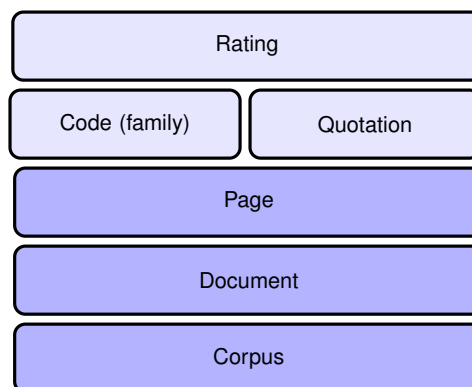 Rating
Code (family) Quotation
Page
Document
Corpus